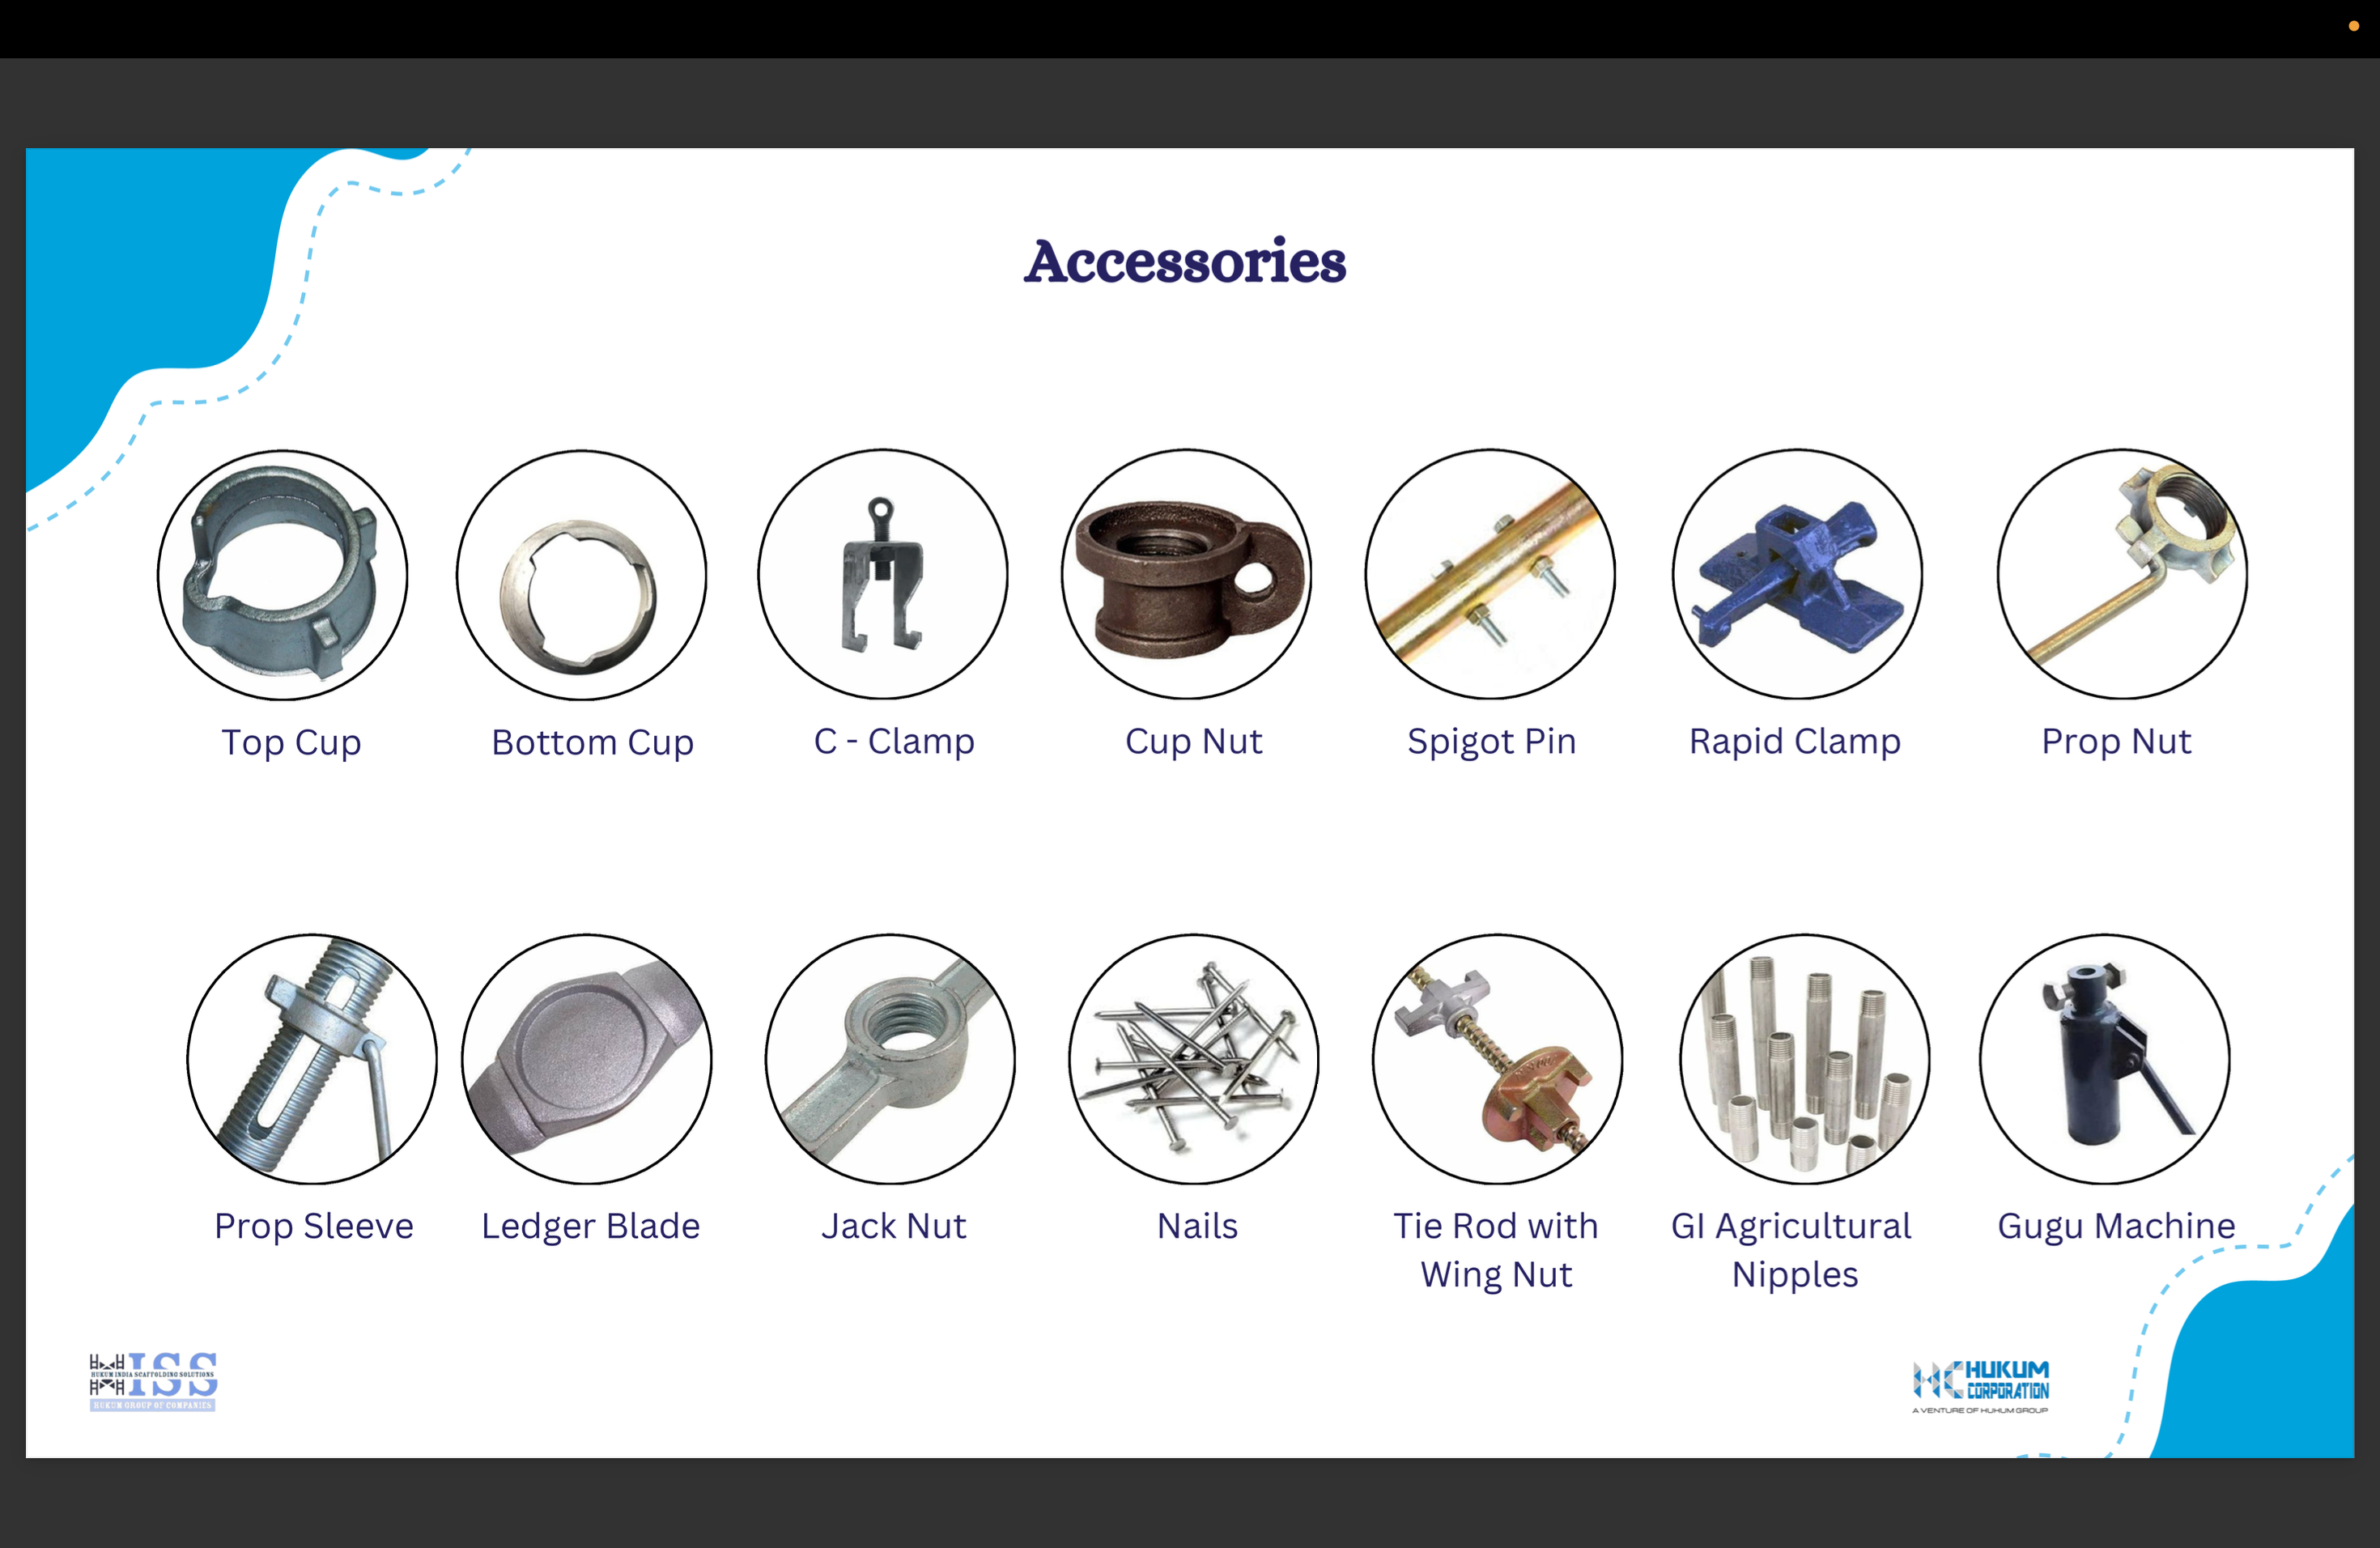 Accessories
Top Cup
Bottom Cup
C - Clamp
Cup Nut
Spigot Pin
Rapid Clamp
Prop Nut
Prop Sleeve
Ledger Blade
Jack Nut
Nails
Tie Rod with
Wing Nut
GI Agricultural
Nipples
Gugu Machine
HISS
HUKUM INDIA SCAFFOLDING SOLUTIONS
HUKUM GROUP OF COMPANIES
HC HUKUM
CORPORATION
A VENTURE OF HUKUM GROUP